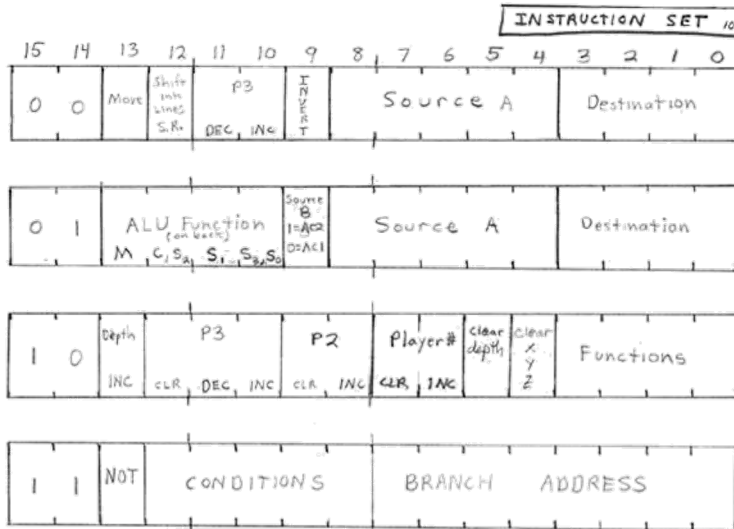 INSTRUCTION SET 10
15 14 13 12 11 10 9 8 7 6 5 4 3 2 1 0
0 0 Move Shift P3 INVERT Source A Destination
Lines
S.R. DEC INC
0 1 ALU Function Source B 1=AC2 0=AC1 Source A Destination
(on back)
M C,S2 S1 S3,S0
1 0 Depth P3 P2 Player# Clear depth Clear X Y Z Functions
INC CLR DEC INC CLR INC CLR INC
1 1 NOT CONDITIONS BRANCH ADDRESS